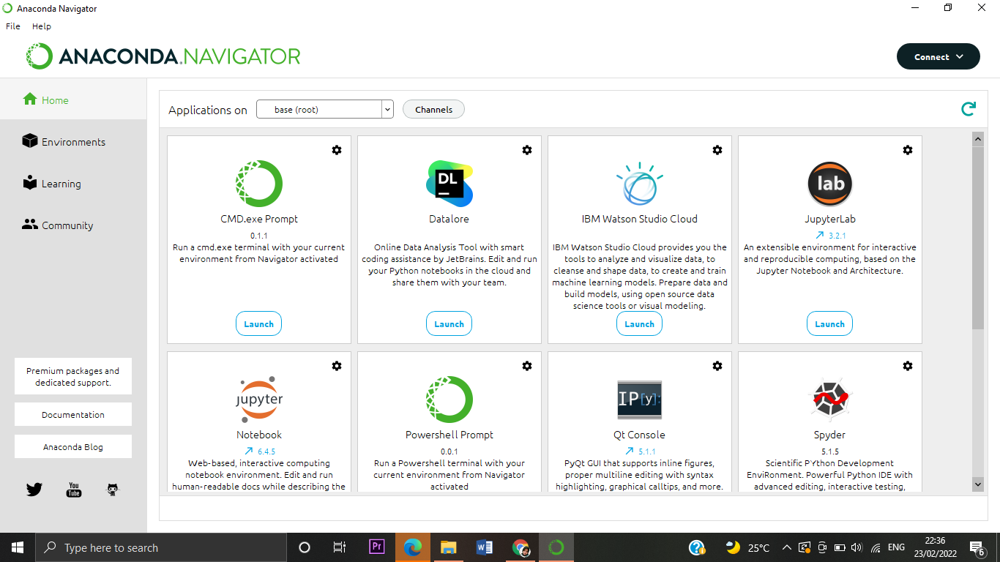 Anaconda Navigator
File Help
ANACONDA.NAVIGATOR
Connect
Home
Environments
Learning
Community
Premium packages and
dedicated support.
Documentation
Anaconda Blog
You
Tube
Applications on base (root) Channels
CMD.exe Prompt
0.1.1
Run a cmd.exe terminal with your current
environment from Navigator activated
Launch
DL
Datalore
Online Data Analysis Tool with smart
coding assistance by JetBrains. Edit and run
your Python notebooks in the cloud and
share them with your team.
Launch
IBM Watson Studio Cloud
IBM Watson Studio Cloud provides you the
tools to analyze and visualize data, to
cleanse and shape data, to create and train
machine learning models. Prepare data and
build models, using open source data
science tools or visual modeling.
Launch
lab
JupyterLab
3.2.1
An extensible environment for interactive
and reproducible computing, based on the
Jupyter Notebook and Architecture.
Launch
jupyter
Notebook
6.4.5
Web-based, interactive computing
notebook environment. Edit and run
human-readable docs while describing the
Powershell Prompt
0.0.1
Run a Powershell terminal with your
current environment from Navigator
activated
IP[y]:
Qt Console
5.1.1
PyQt GUI that supports inline figures,
proper multiline editing with syntax
highlighting, graphical calltips, and more.
Spyder
5.1.5
Scientific PYthon Development
EnviRonment. Powerful Python IDE with
advanced editing, interactive testing,
Type here to search
Pr
W
25°C
ENG
22:36
23/02/2022
6